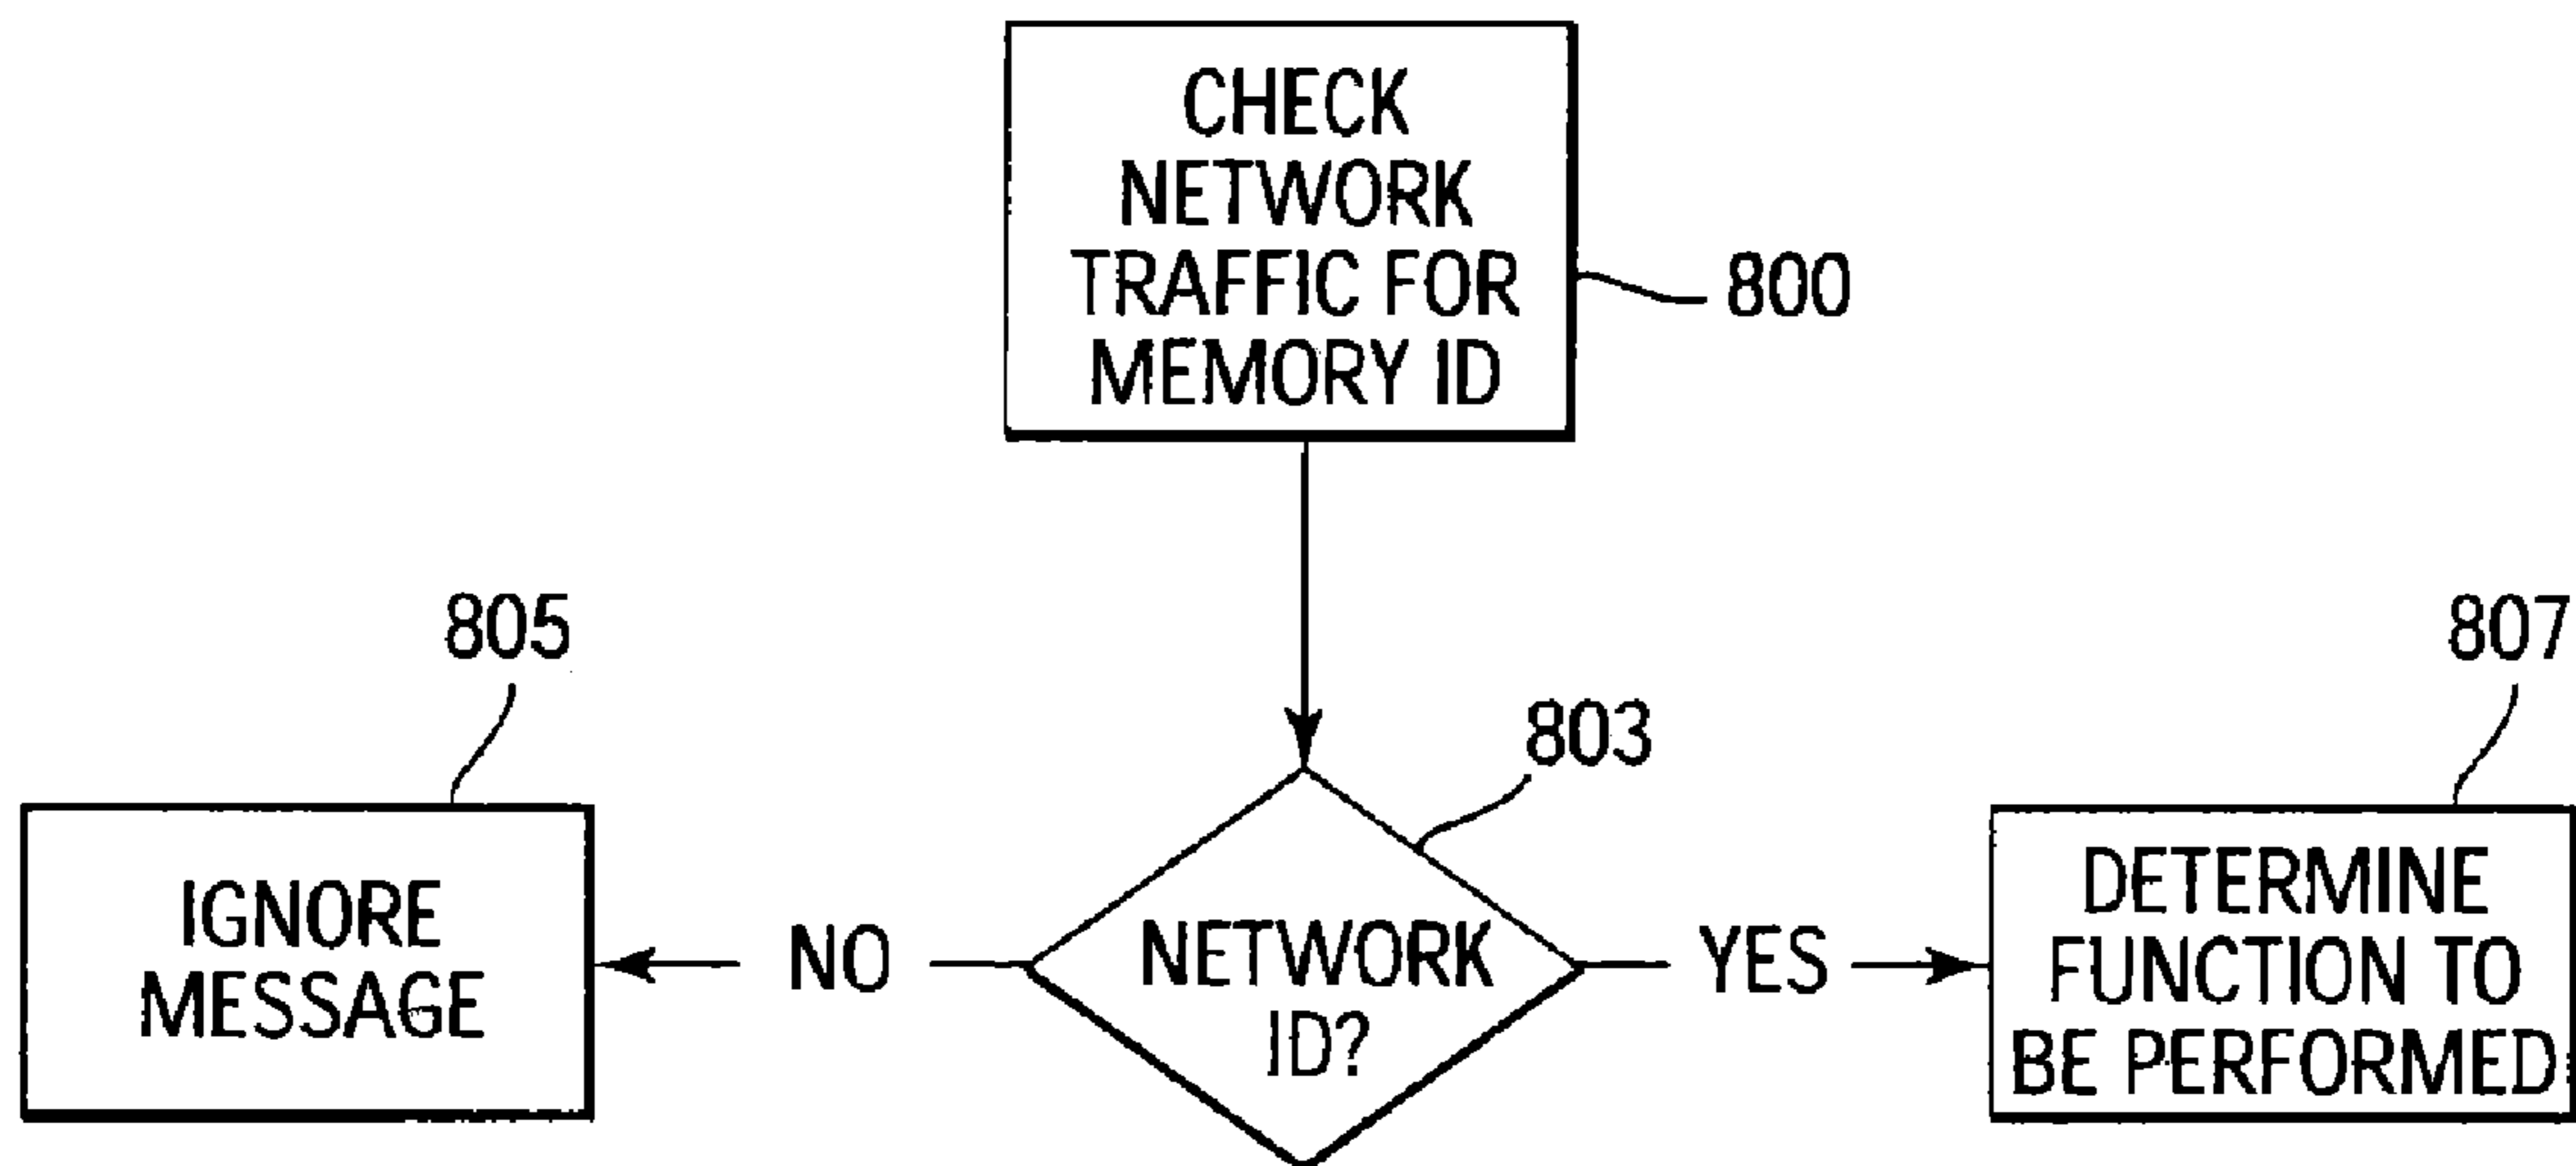 CHECK
NETWORK
TRAFFIC FOR
MEMORY ID
800
805
803
807
IGNORE
MESSAGE
NO
NETWORK
ID?
YES
DETERMINE
FUNCTION TO
BE PERFORMED